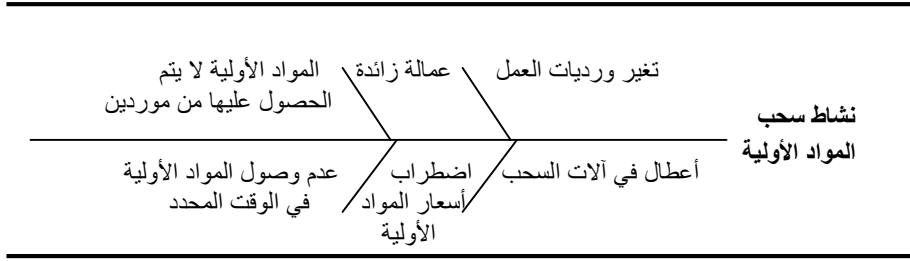 نشاط سحب
المواد الأولية
تغير ورديات العمل
عمالة زائدة
المواد الأولية لا يتم
الحصول عليها من موردين
أعطال في آلات السحب
اضطراب
أسعار المواد
الأولية
عدم وصول المواد الأولية
في الوقت المحدد